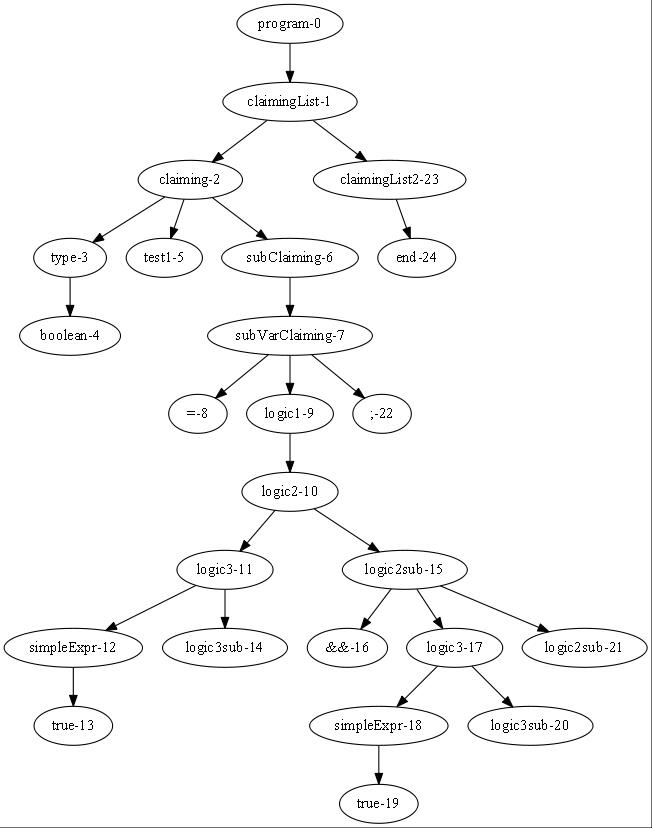 program-0
claimingList-1
claiming-2
claimingList2-23
type-3
test1-5
subClaiming-6
end-24
boolean-4
subVarClaiming-7
=-8
logic1-9
;-22
logic2-10
logic3-11
logic2sub-15
simpleExpr-12
logic3sub-14
&&-16
logic3-17
logic2sub-21
true-13
simpleExpr-18
logic3sub-20
true-19